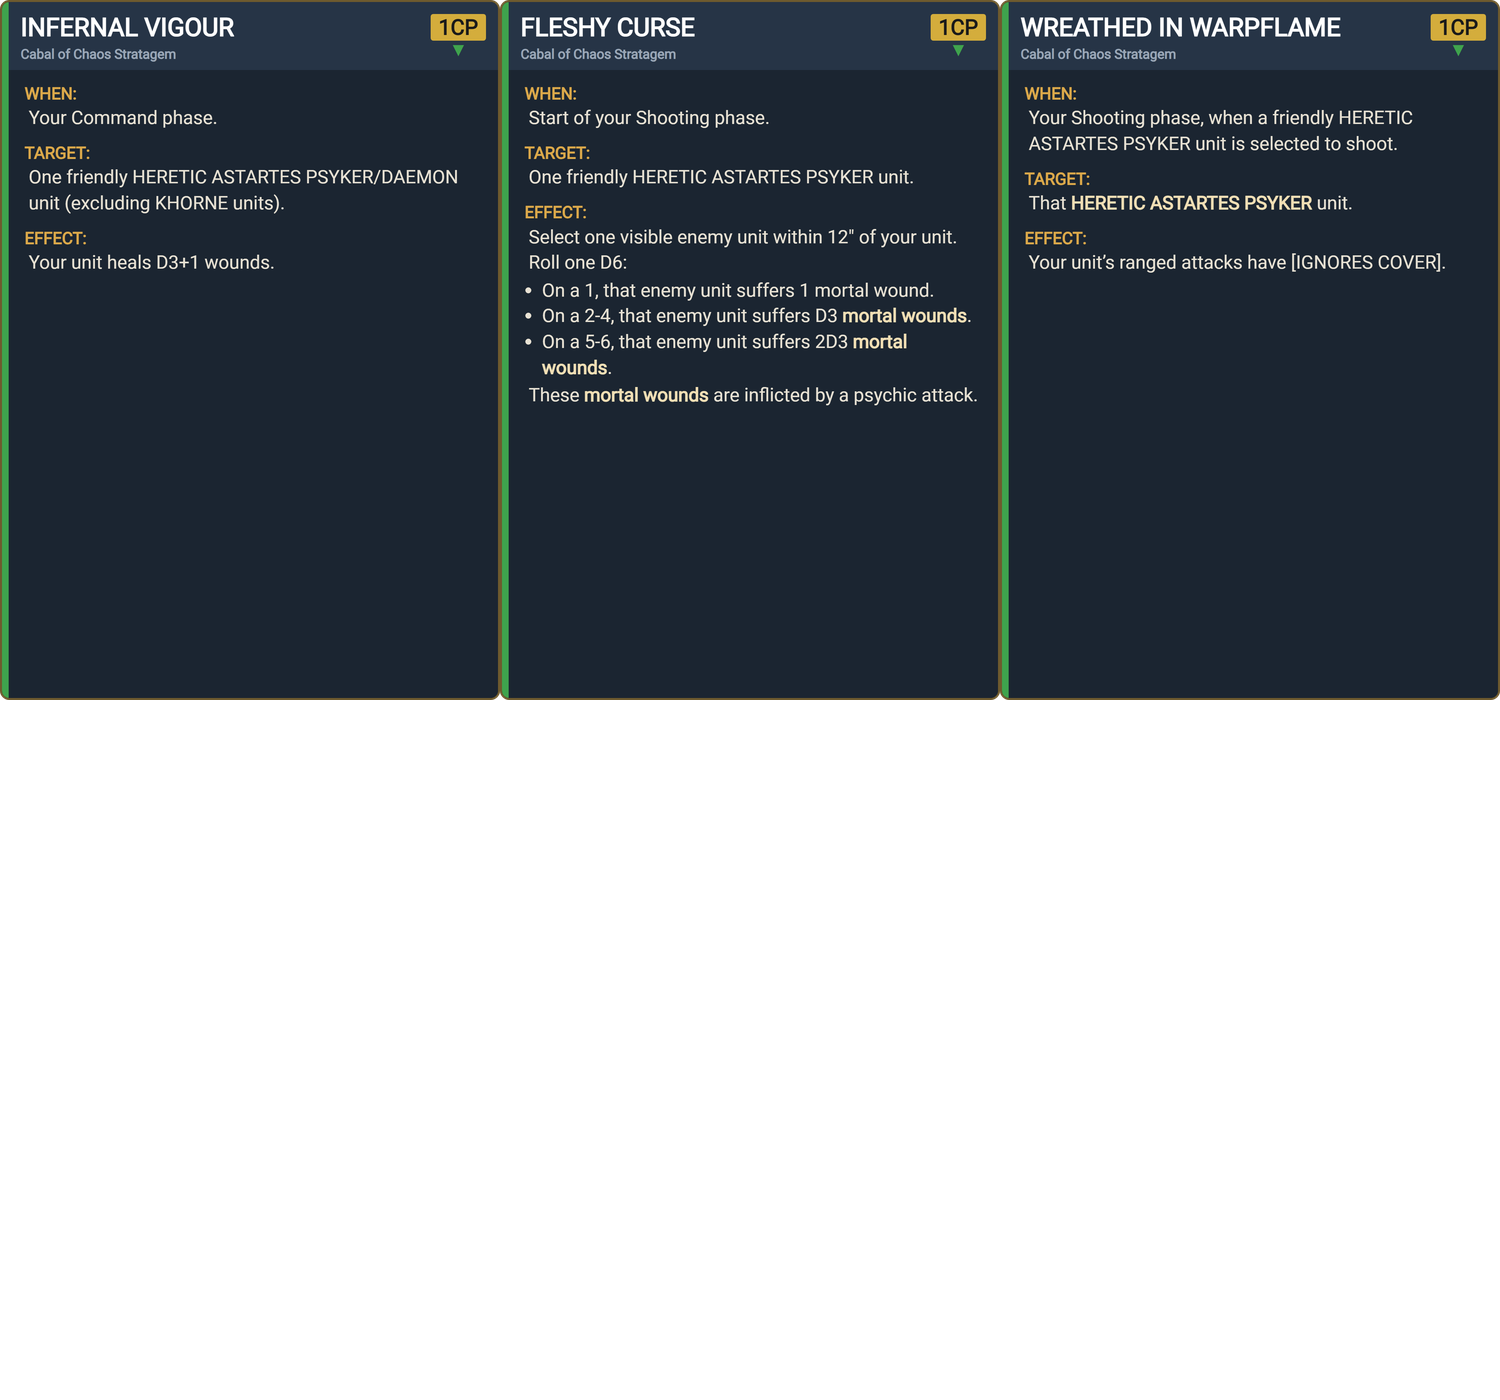 INFERNAL VIGOUR
1CP
Cabal of Chaos Stratagem
WHEN:
Your Command phase.
TARGET:
One friendly HERETIC ASTARTES PSYKER/DAEMON
unit (excluding KHORNE units).
EFFECT:
Your unit heals D3+1 wounds.
FLESHY CURSE
1CP
Cabal of Chaos Stratagem
WHEN:
Start of your Shooting phase.
TARGET:
One friendly HERETIC ASTARTES PSYKER unit.
EFFECT:
Select one visible enemy unit within 12" of your unit.
Roll one D6:
• On a 1, that enemy unit suffers 1 mortal wound.
• On a 2-4, that enemy unit suffers D3 mortal wounds.
• On a 5-6, that enemy unit suffers 2D3 mortal
wounds.
These mortal wounds are inflicted by a psychic attack.
WREATHED IN WARPFLAME
1CP
Cabal of Chaos Stratagem
WHEN:
Your Shooting phase, when a friendly HERETIC
ASTARTES PSYKER unit is selected to shoot.
TARGET:
That HERETIC ASTARTES PSYKER unit.
EFFECT:
Your unit’s ranged attacks have [IGNORES COVER].